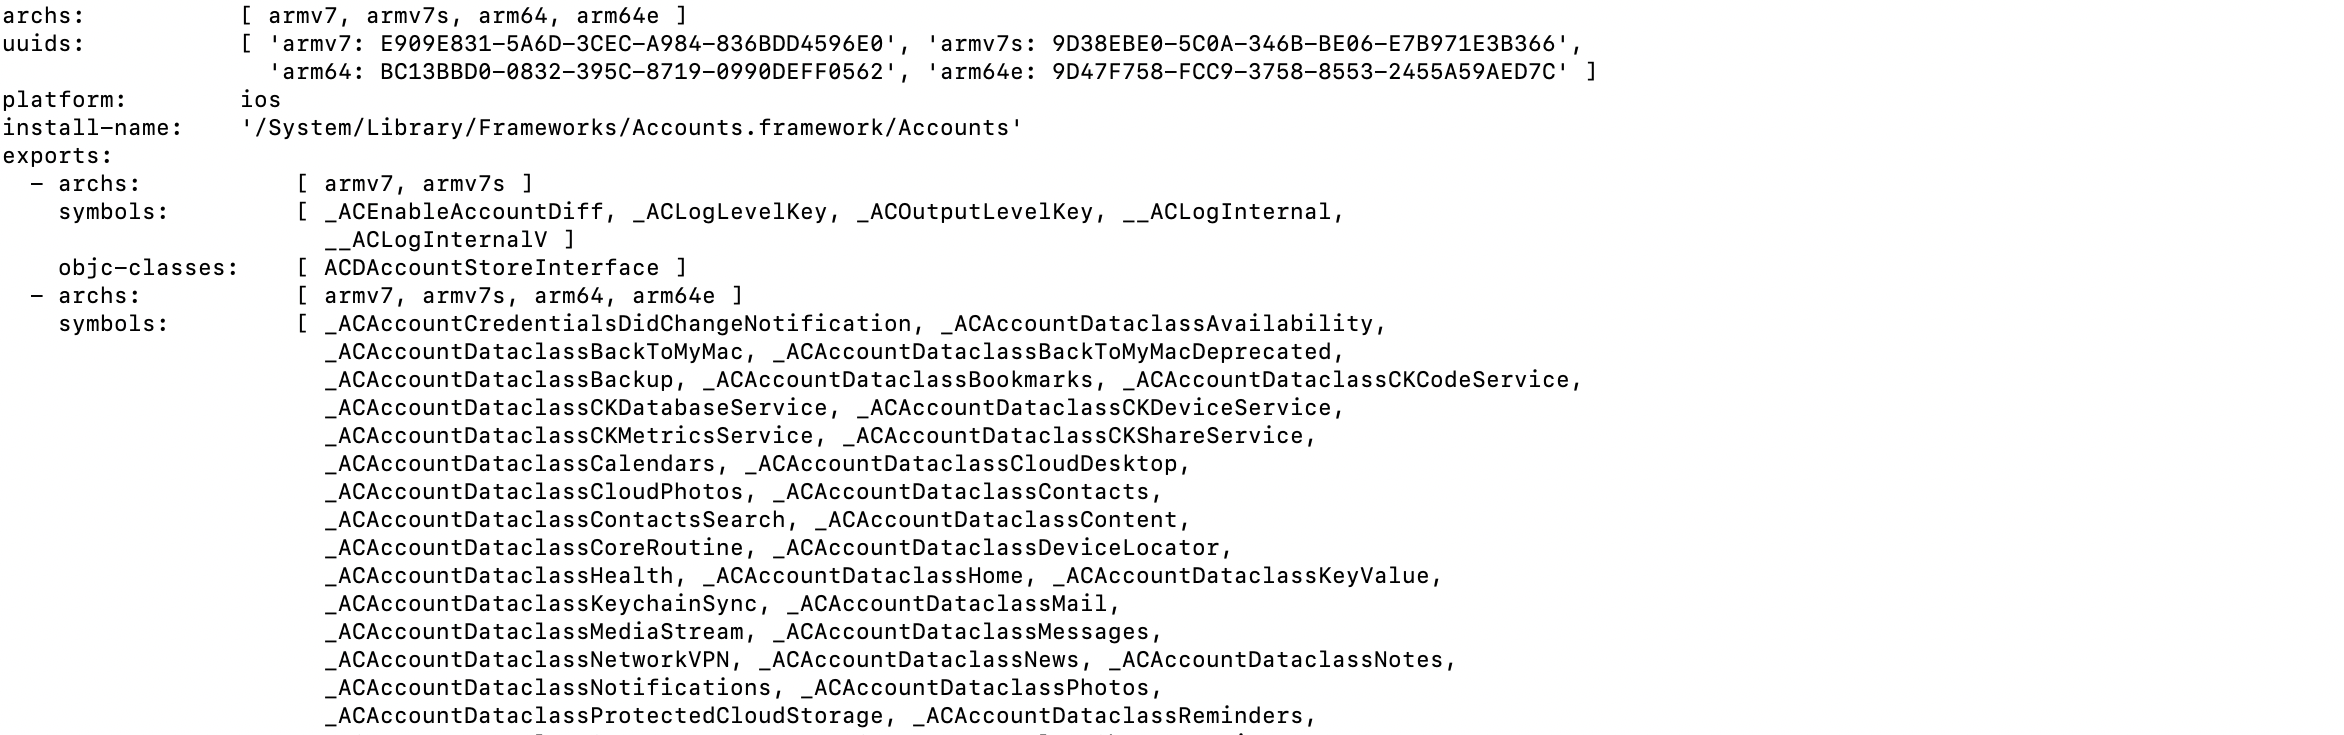 archs:           [ armv7, armv7s, arm64, arm64e ]
uuids:           [ 'armv7: E909E831-5A6D-3CEC-A984-836BDD4596E0', 'armv7s: 9D38EBE0-5C0A-346B-BE06-E7B971E3B366',
                   'arm64: BC13BBD0-0832-395C-8719-0990DEFF0562', 'arm64e: 9D47F758-FCC9-3758-8553-2455A59AED7C' ]
platform:        ios
install-name:    '/System/Library/Frameworks/Accounts.framework/Accounts'
exports:
  - archs:           [ armv7, armv7s ]
    symbols:         [ _ACEnableAccountDiff, _ACLogLevelKey, _ACOutputLevelKey, __ACLogInternal,
                       __ACLogInternalV ]
    objc-classes:    [ ACDAccountStoreInterface ]
  - archs:           [ armv7, armv7s, arm64, arm64e ]
    symbols:         [ _ACAccountCredentialsDidChangeNotification, _ACAccountDataclassAvailability,
                       _ACAccountDataclassBackToMyMac, _ACAccountDataclassBackToMyMacDeprecated,
                       _ACAccountDataclassBackup, _ACAccountDataclassBookmarks, _ACAccountDataclassCKCodeService,
                       _ACAccountDataclassCKDatabaseService, _ACAccountDataclassCKDeviceService,
                       _ACAccountDataclassCKMetricsService, _ACAccountDataclassCKShareService,
                       _ACAccountDataclassCalendars, _ACAccountDataclassCloudDesktop,
                       _ACAccountDataclassCloudPhotos, _ACAccountDataclassContacts,
                       _ACAccountDataclassContactsSearch, _ACAccountDataclassContent,
                       _ACAccountDataclassCoreRoutine, _ACAccountDataclassDeviceLocator,
                       _ACAccountDataclassHealth, _ACAccountDataclassHome, _ACAccountDataclassKeyValue,
                       _ACAccountDataclassKeychainSync, _ACAccountDataclassMail,
                       _ACAccountDataclassMediaStream, _ACAccountDataclassMessages,
                       _ACAccountDataclassNetworkVPN, _ACAccountDataclassNews, _ACAccountDataclassNotes,
                       _ACAccountDataclassNotifications, _ACAccountDataclassPhotos,
                       _ACAccountDataclassProtectedCloudStorage, _ACAccountDataclassReminders,